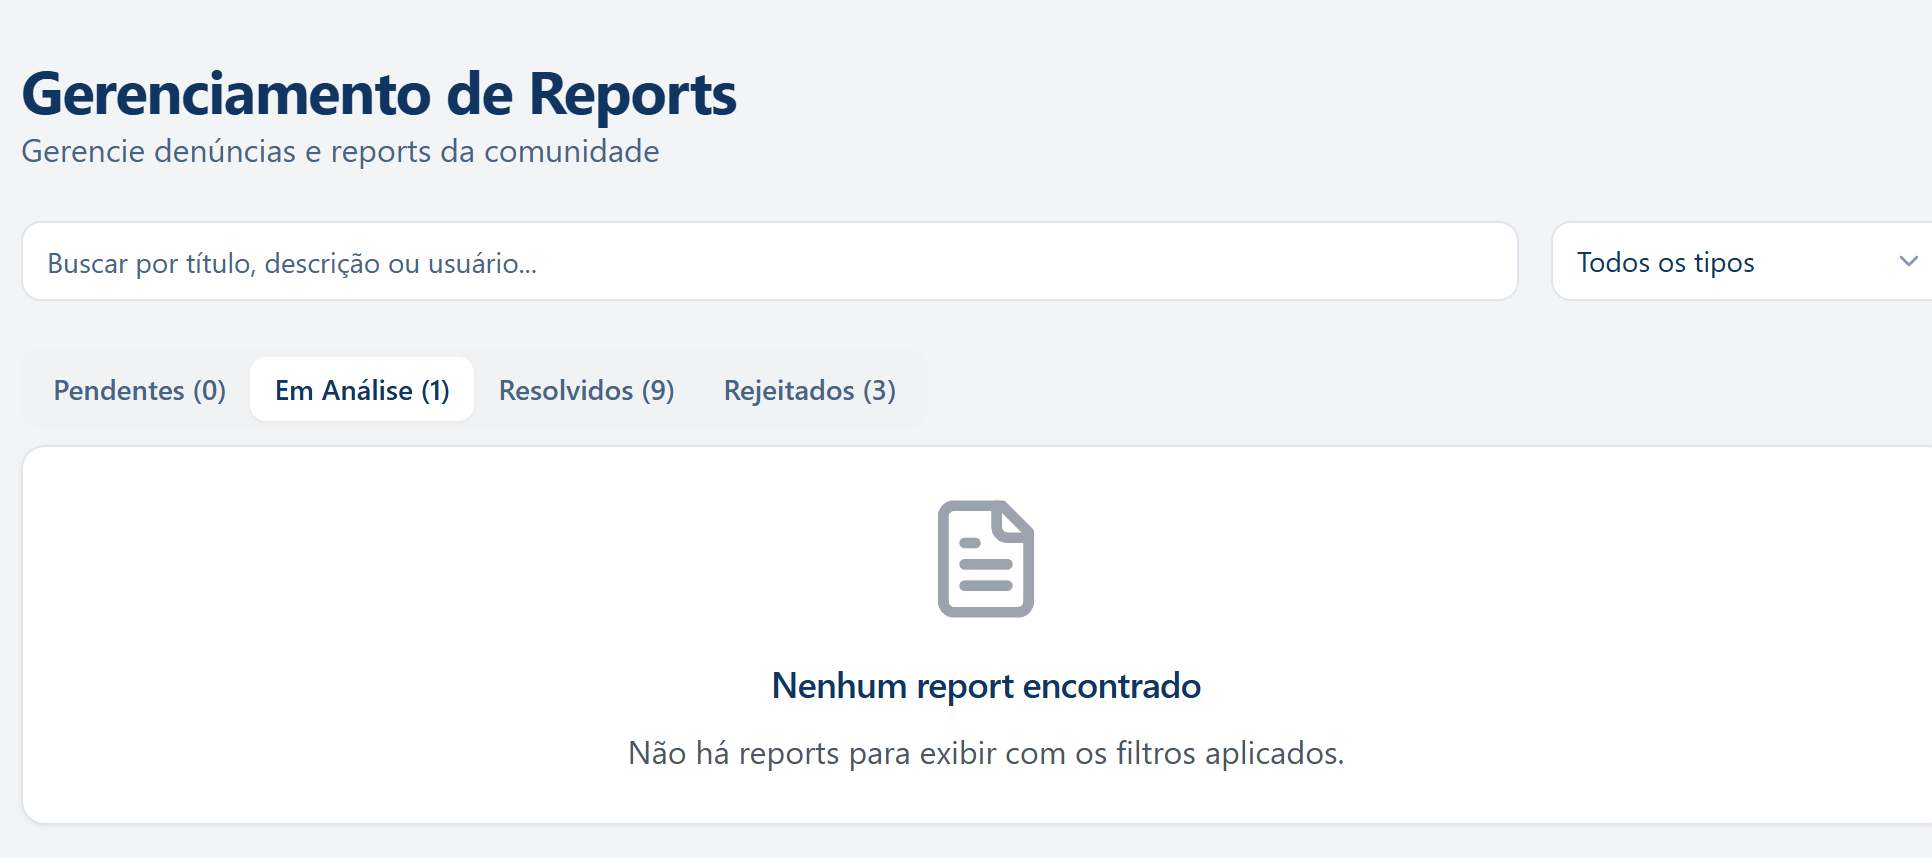 Gerenciamento de Reports
Gerencie denúncias e reports da comunidade
Buscar por título, descrição ou usuário...
Todos os tipos
Pendentes (0)
Em Análise (1)
Resolvidos (9)
Rejeitados (3)
Nenhum report encontrado
Não há reports para exibir com os filtros aplicados.